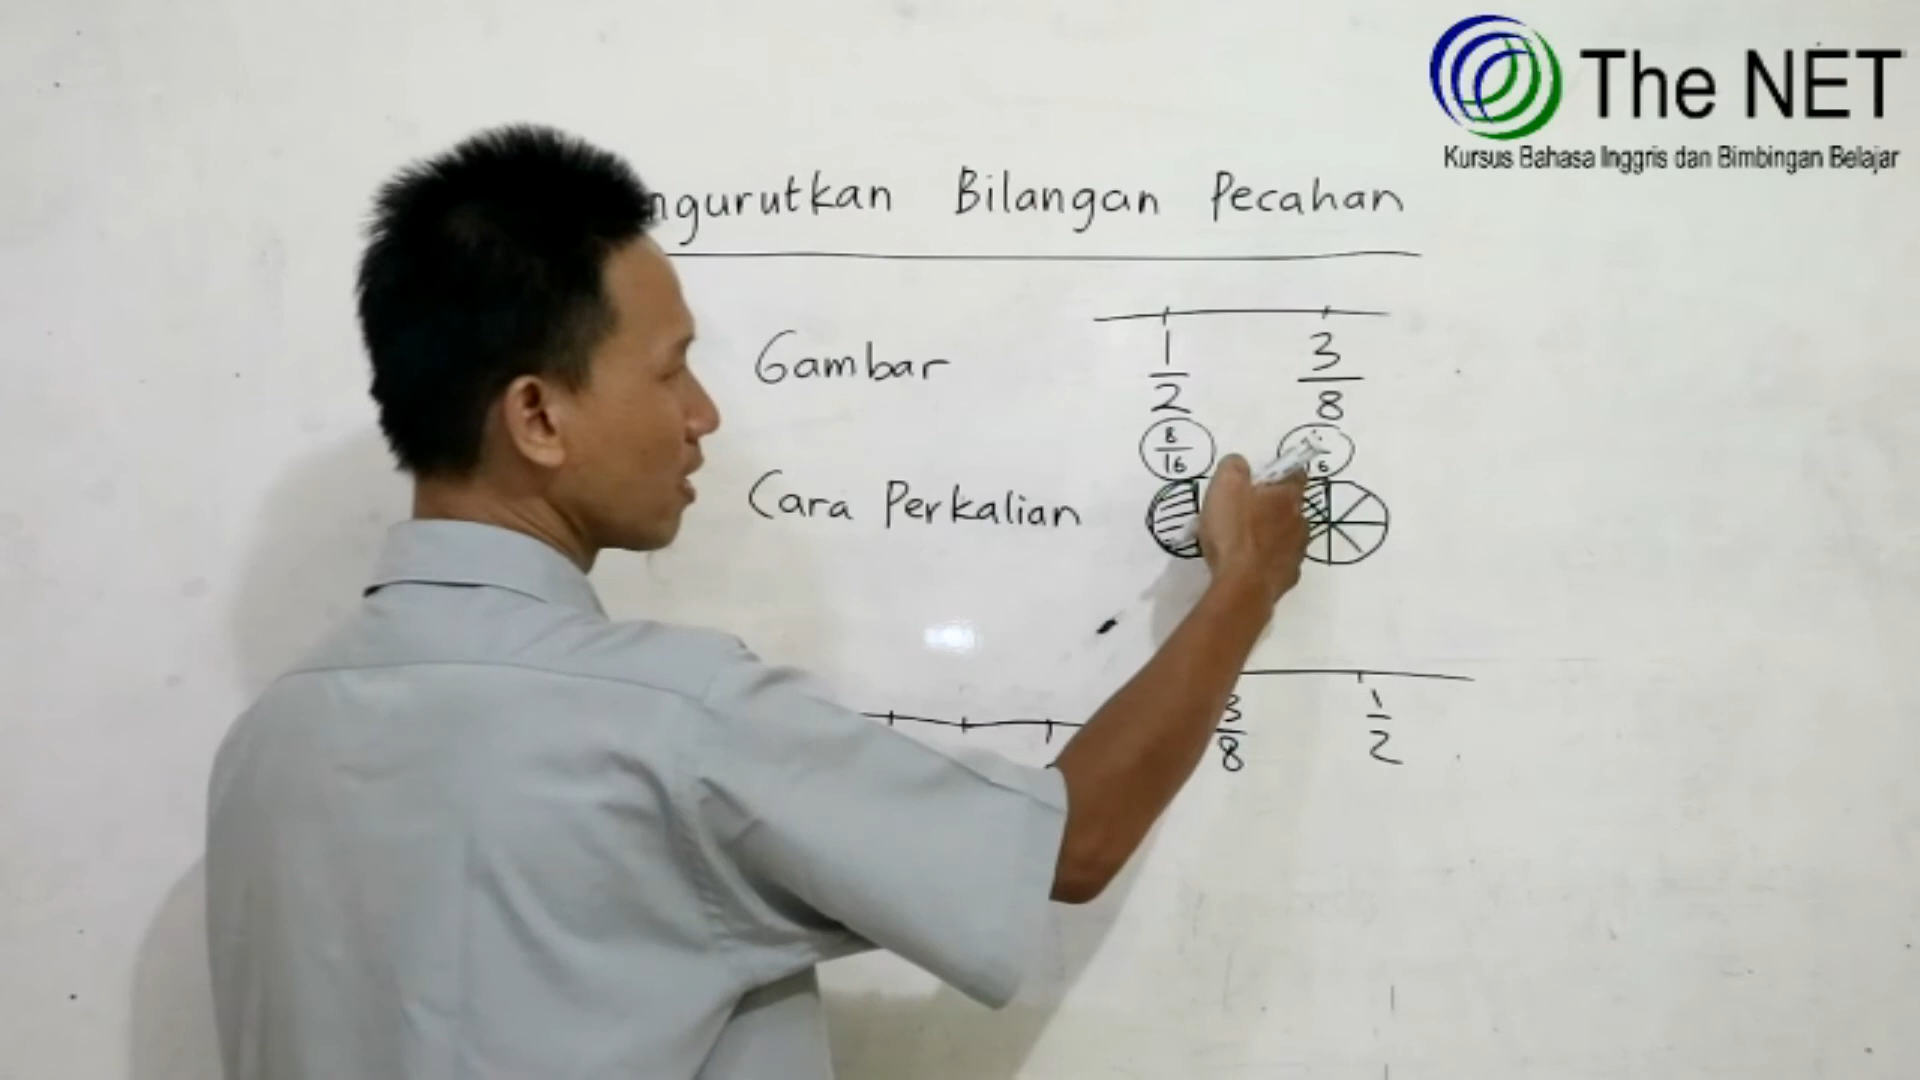 The NET
Kursus Bahasa Inggris dan Bimbingan Belajar
ngurutkan Bilangan Pecahan
Gambar
1/2 3/8
8/16 6
Cara Perkalian
3/8 1/2